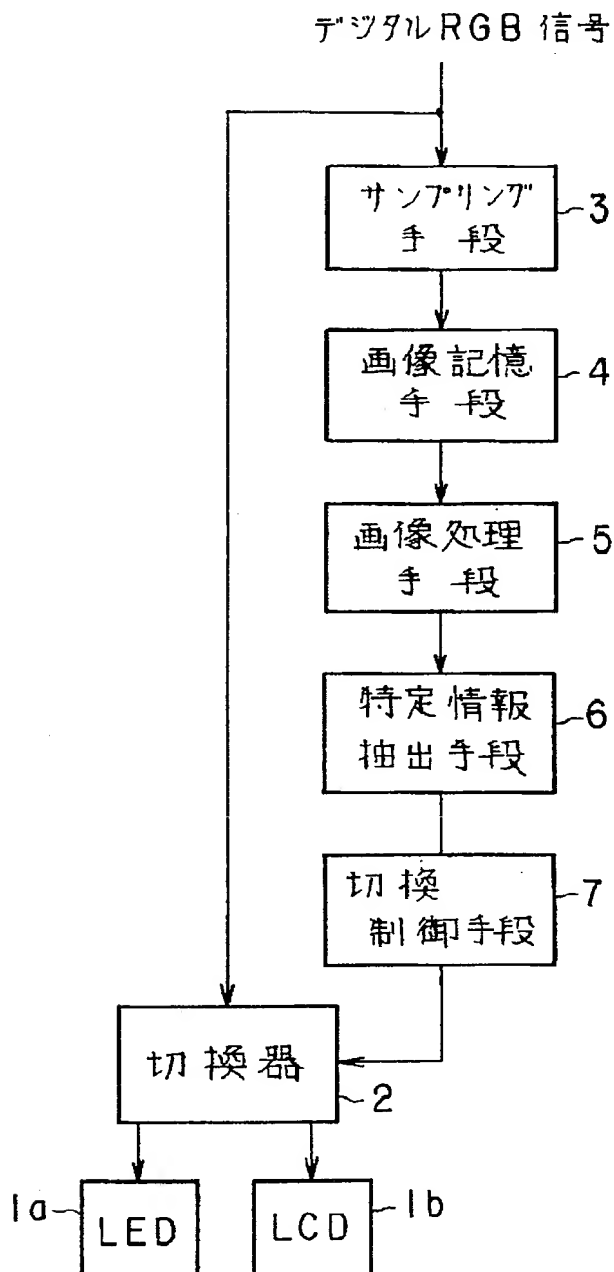 デジタルRGB信号
サンプリング
手段
3
画像記憶
手段
4
画像処理
手段
5
特定情報
抽出手段
6
切換
制御手段
7
切換器
2
1a
LED
LCD
1b